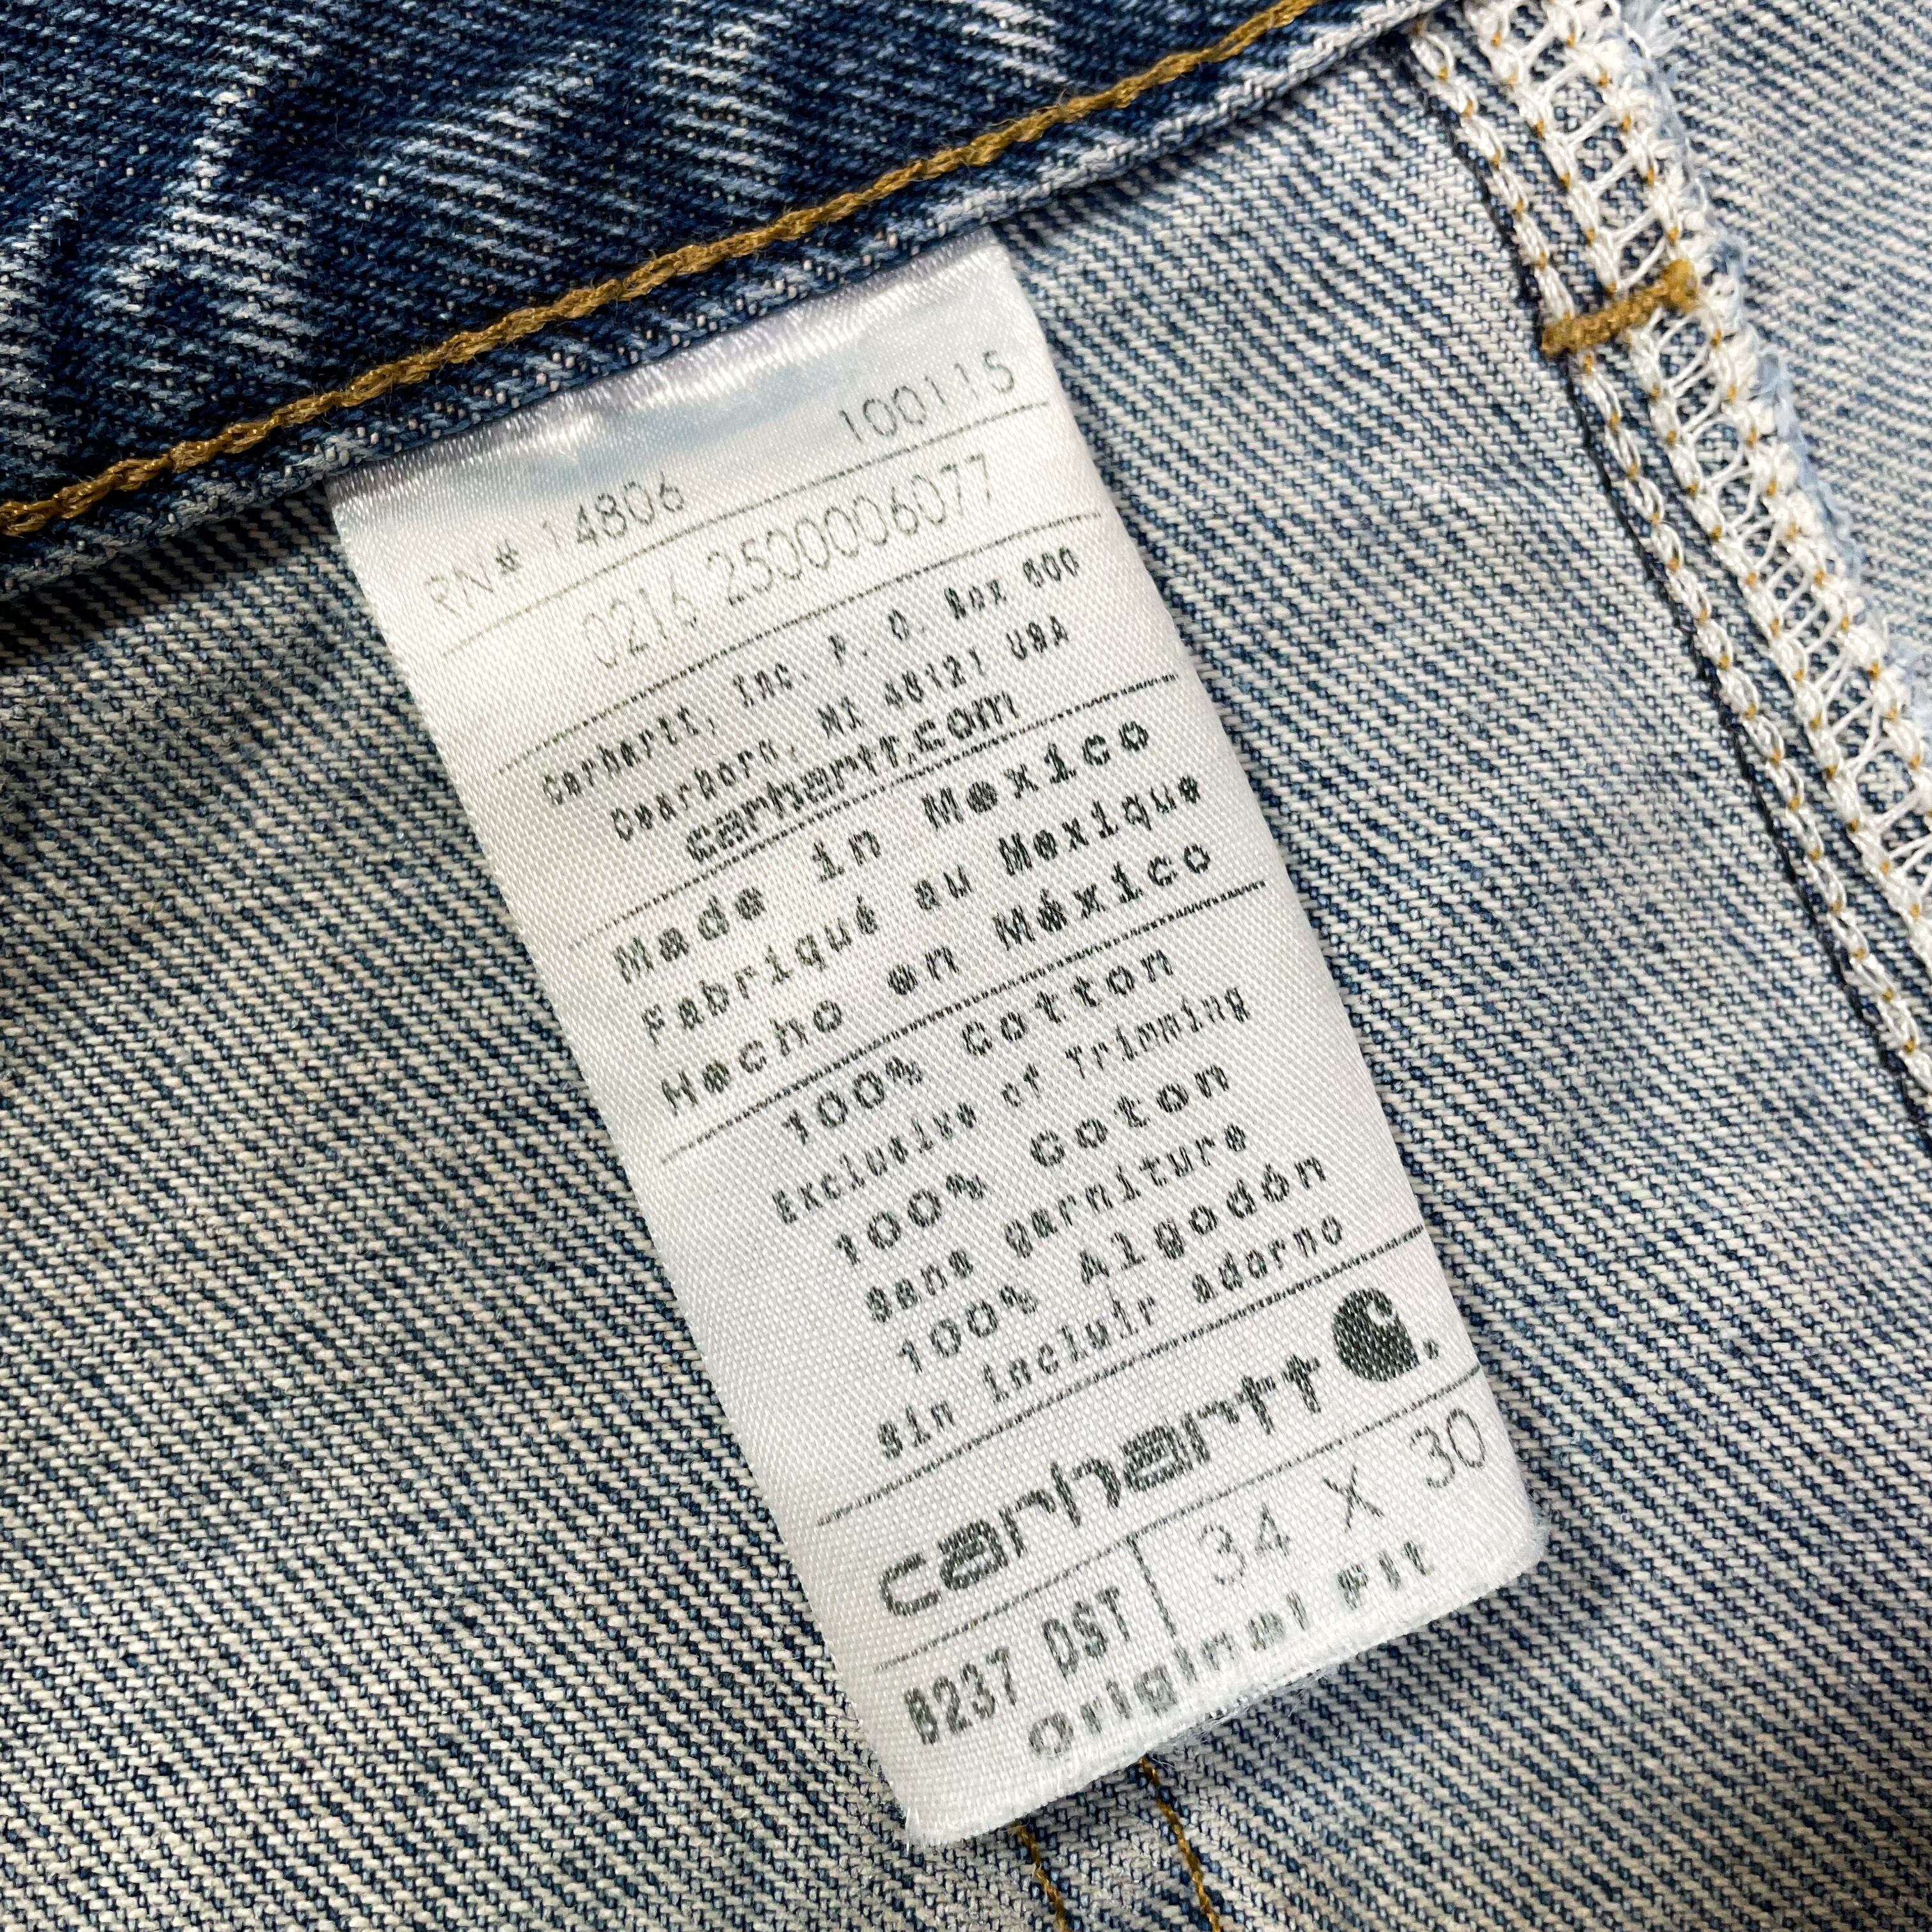 RN# 14806 100115
0216 2500006077
Carhartt, Inc. P. O. Box 600
Dearborn, MI 48121 USA
carhartt.com
Made in Mexico
Fabriqué au Mexique
Hecho en México
100% Cotton
Exclusive of Trimming
100% Coton
Sans garniture
100% Algodón
Sin incluir adorno
carhartt
B237 DST 34 X 30
Original Fit